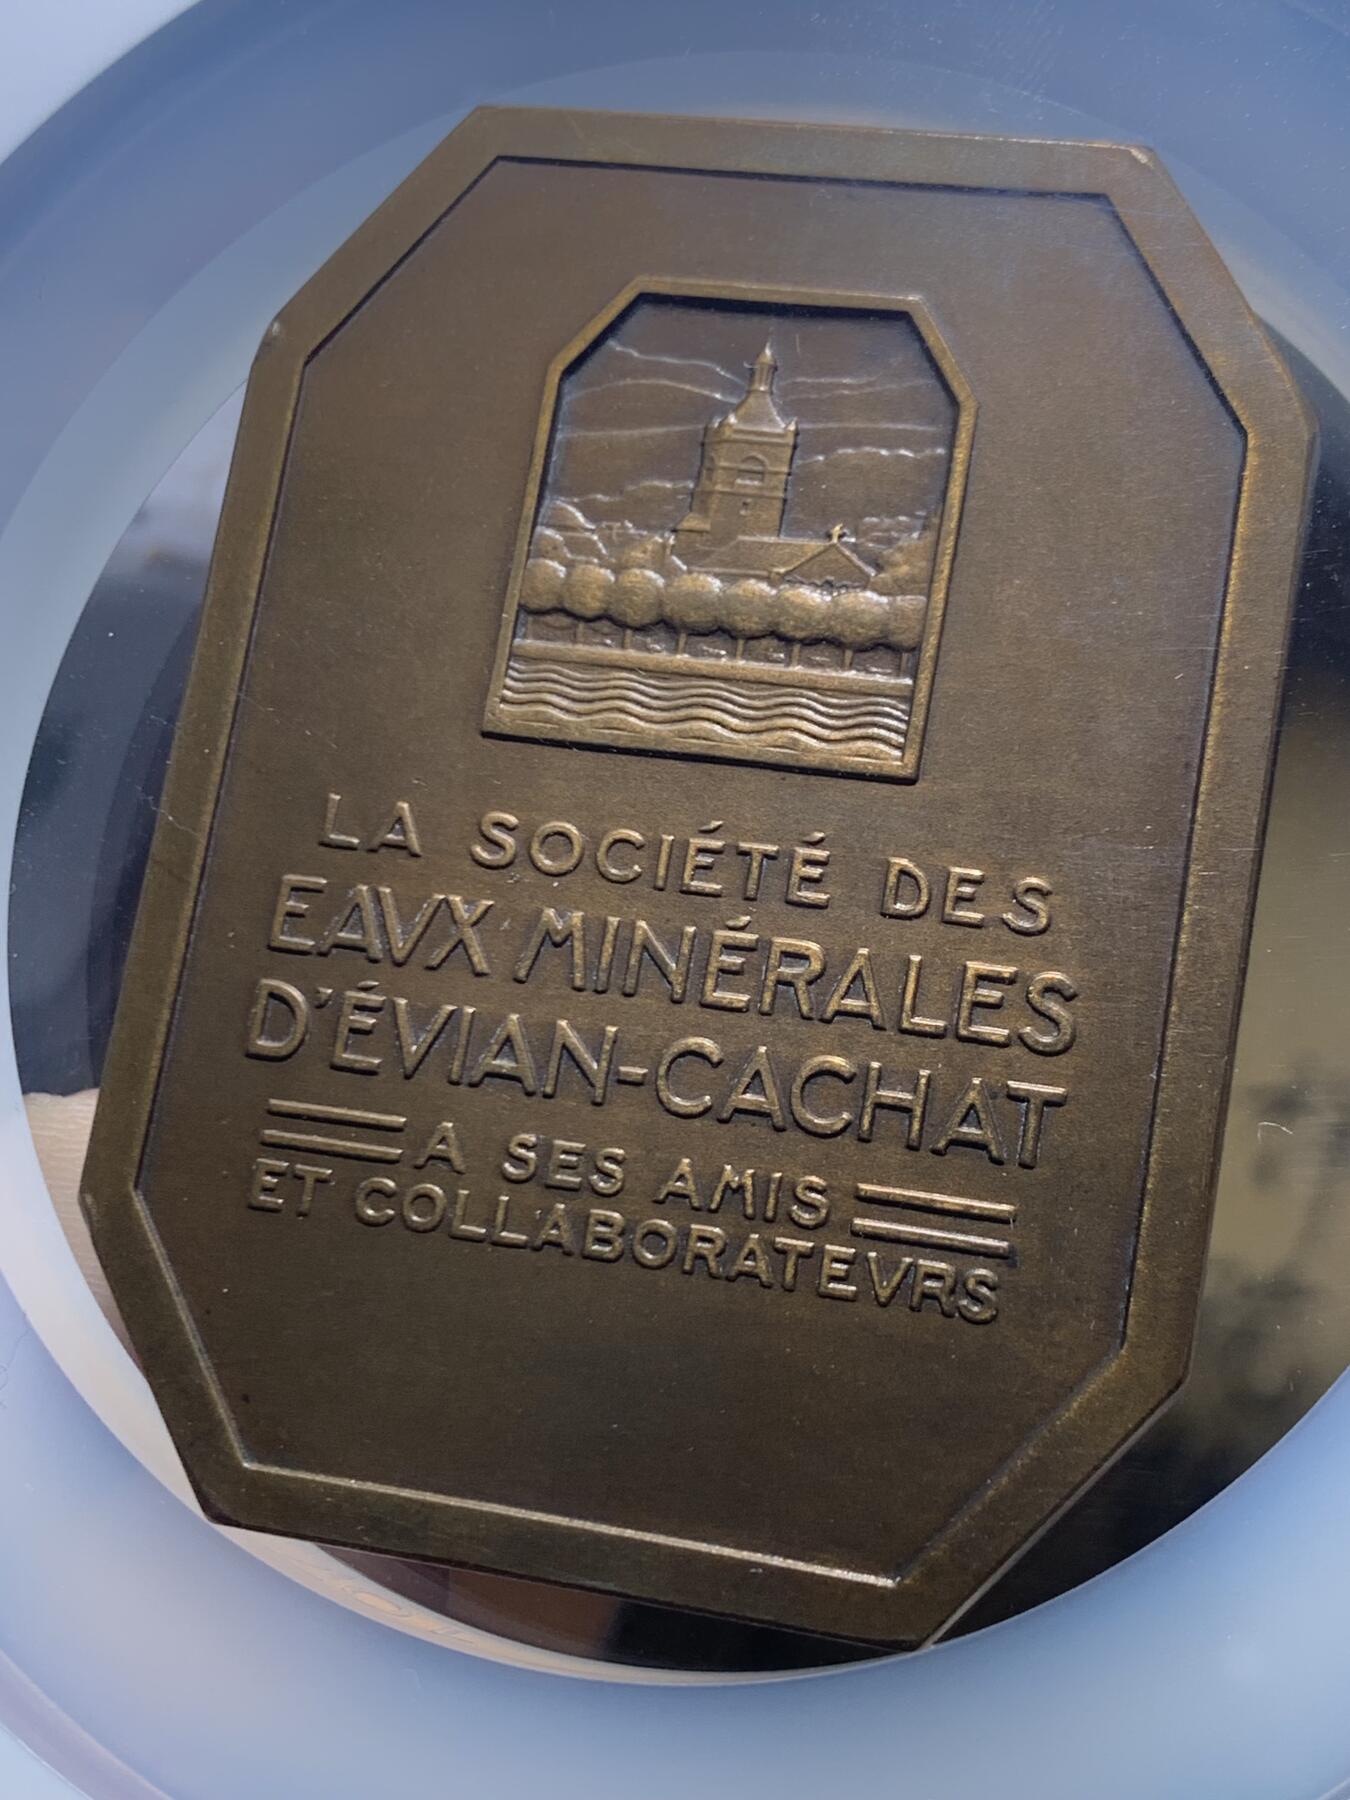 LA SOCIÉTÉ DES
EAVX MINÉRALES
D'ÉVIAN-CACHAT
A SES AMIS
ET COLLABORATEVRS